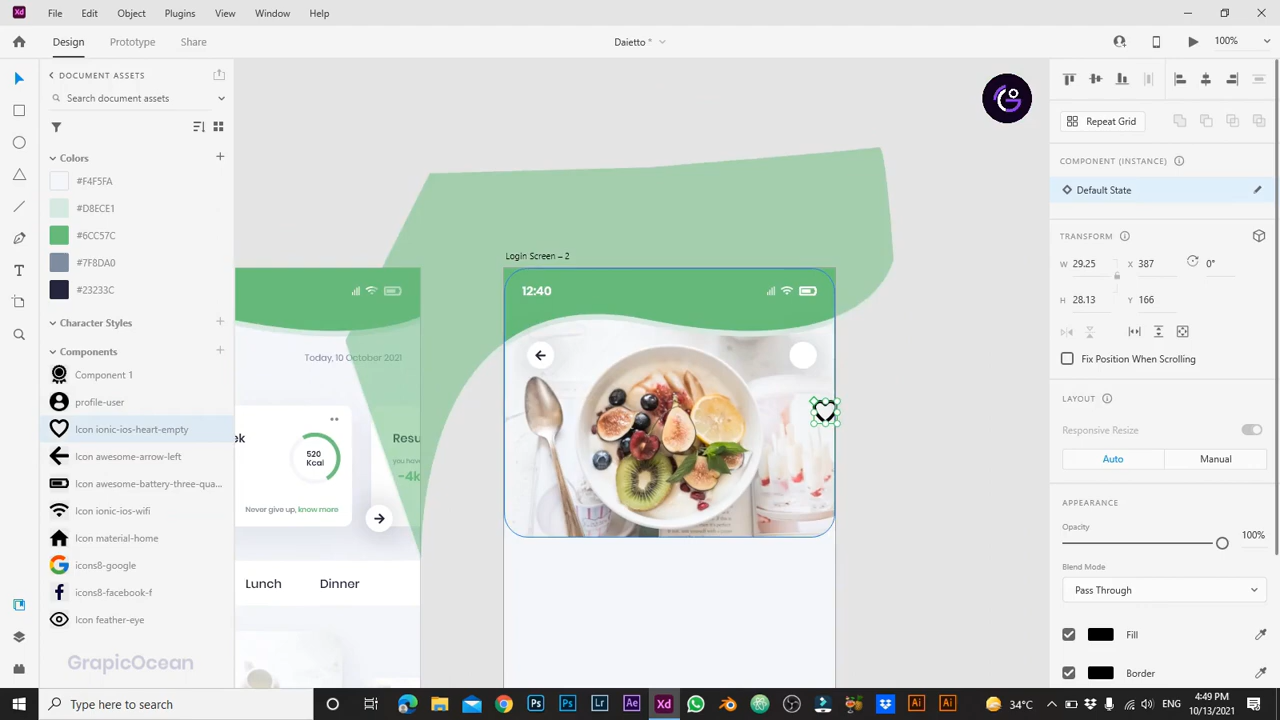 File Edit Object Plugins View Window Help
Design Prototype Share
Daietto *
100%
DOCUMENT ASSETS
Search document assets
Colors
#F4F5FA
#D8ECE1
#6CC57C
#7F8DA0
#23233C
Character Styles
Components
Component 1
profile-user
Icon ionic-ios-heart-empty
Icon awesome-arrow-left
Icon awesome-battery-three-qua...
Icon ionic-ios-wifi
Icon material-home
icons8-google
icons8-facebook-f
Icon feather-eye
GrapicOcean
Today, 10 October 2021
ek
520
Kcal
Never give up, know more
Resu
you have
-4k
Lunch Dinner
Login Screen – 2
12:40
Repeat Grid
COMPONENT (INSTANCE)
Default State
TRANSFORM
W 29.25 X 387 0°
H 28.13 Y 166
Fix Position When Scrolling
LAYOUT
Responsive Resize
Auto Manual
APPEARANCE
Opacity
100%
Blend Mode
Pass Through
Fill
Border
Type here to search
34°C
4:49 PM
10/13/2021